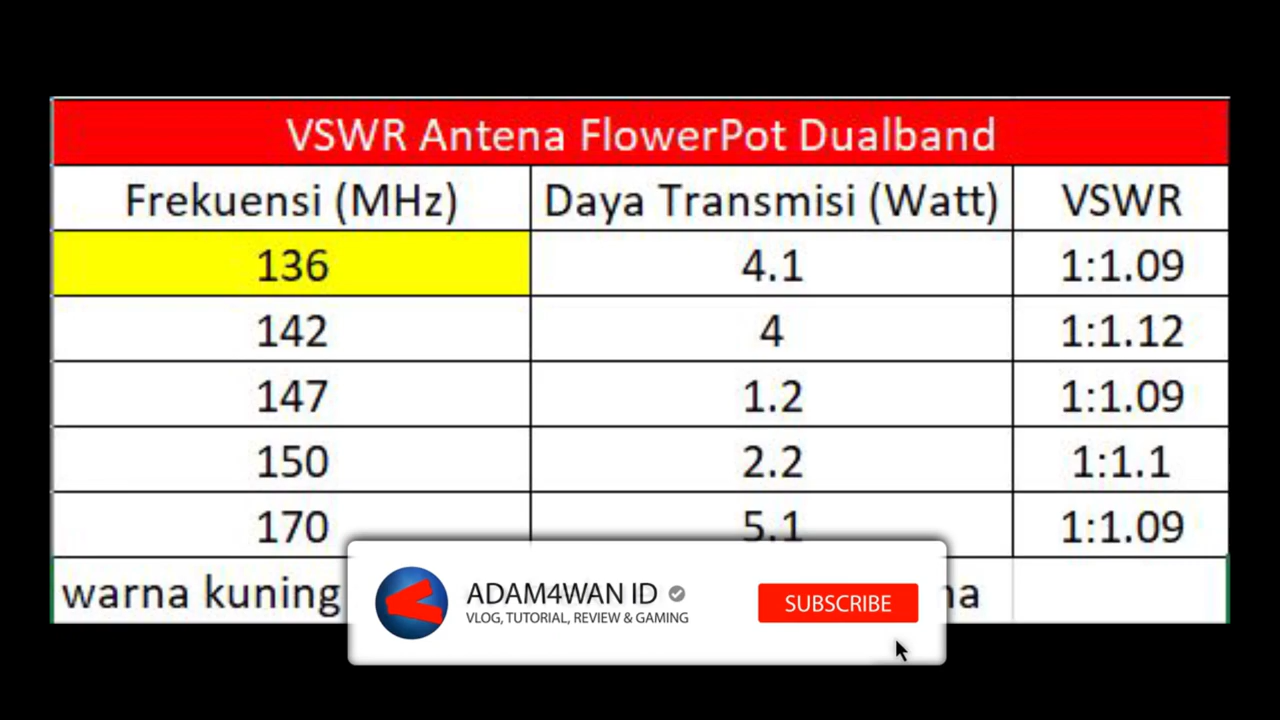 VSWR Antena FlowerPot Dualband
Frekuensi (MHz) Daya Transmisi (Watt) VSWR
136 4.1 1:1.09
142 4 1:1.12
147 1.2 1:1.09
150 2.2 1:1.1
170 5.1 1:1.09
warna kuning
ADAM4WAN ID
VLOG, TUTORIAL, REVIEW & GAMING
SUBSCRIBE